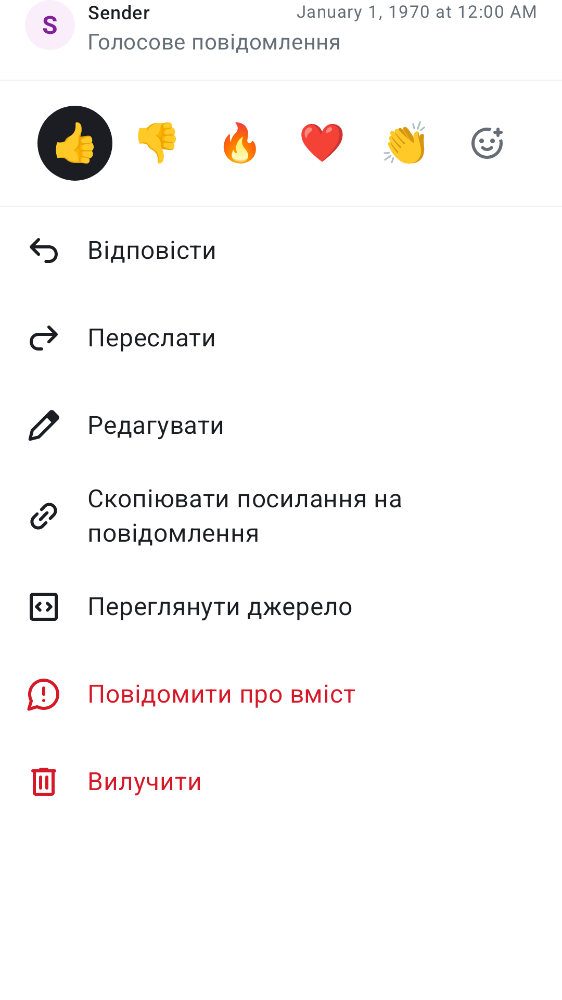 S
Sender
January 1, 1970 at 12:00 AM
Голосове повідомлення
Відповісти
Переслати
Редагувати
Скопіювати посилання на
повідомлення
Переглянути джерело
Повідомити про вміст
Вилучити